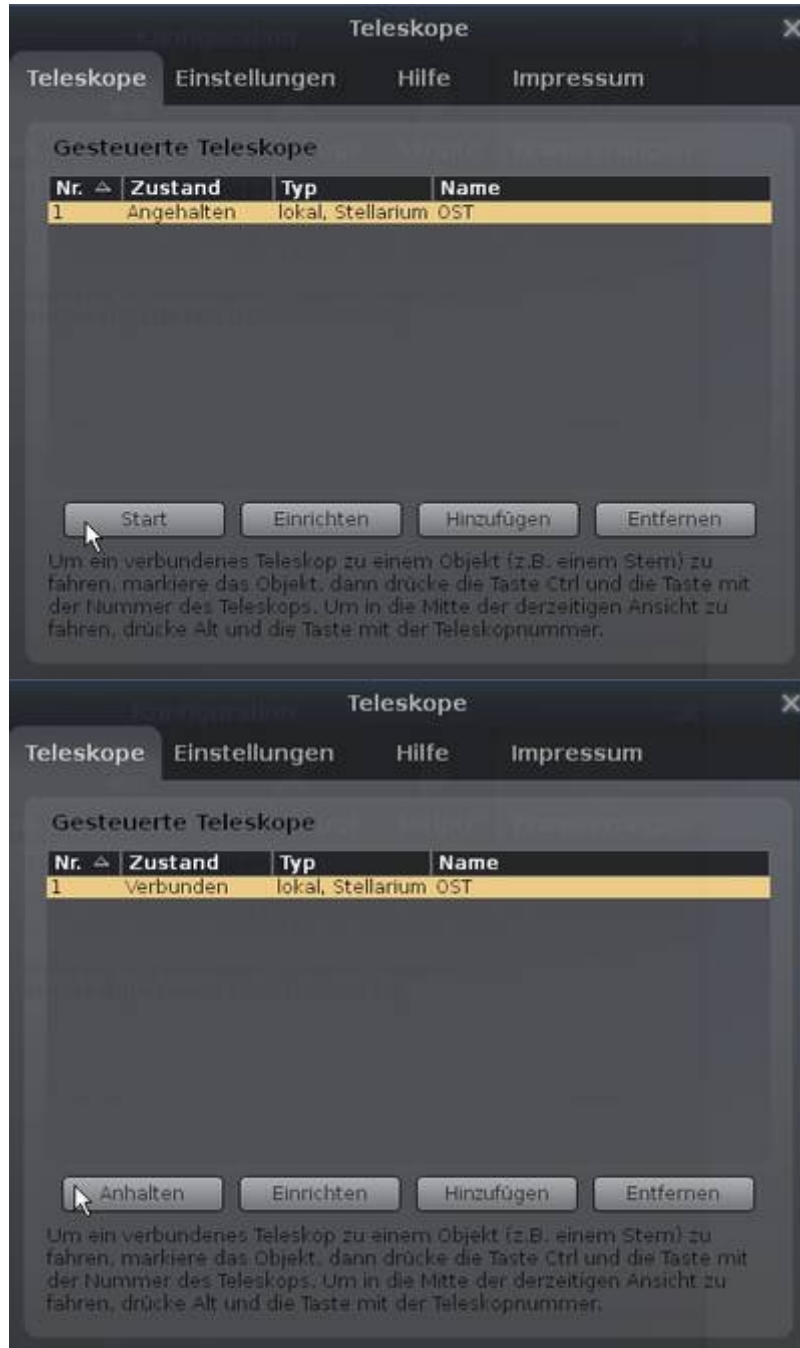 Teleskope
Teleskope Einstellungen Hilfe Impressum
Gesteuerte Teleskope
Nr. Zustand Typ Name
1 Angehalten lokal, Stellarium OST
Start Einrichten Hinzufügen Entfernen
Um ein verbundenes Teleskop zu einem Objekt (z.B. einem Stern) zu
fahren, markiere das Objekt, dann drücke die Taste Ctrl und die Taste mit
der Nummer des Teleskops. Um in die Mitte der derzeitigen Ansicht zu
fahren, drücke Alt und die Taste mit der Teleskopnummer.
Teleskope
Teleskope Einstellungen Hilfe Impressum
Gesteuerte Teleskope
Nr. Zustand Typ Name
1 Verbunden lokal, Stellarium OST
Anhalten Einrichten Hinzufügen Entfernen
Um ein verbundenes Teleskop zu einem Objekt (z.B. einem Stern) zu
fahren, markiere das Objekt, dann drücke die Taste Ctrl und die Taste mit
der Nummer des Teleskops. Um in die Mitte der derzeitigen Ansicht zu
fahren, drücke Alt und die Taste mit der Teleskopnummer.